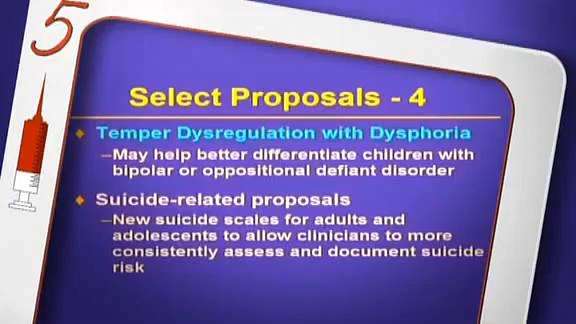 5
Select Proposals - 4
Temper Dysregulation with Dysphoria
–May help better differentiate children with
bipolar or oppositional defiant disorder
Suicide-related proposals
–New suicide scales for adults and
adolescents to allow clinicians to more
consistently assess and document suicide
risk